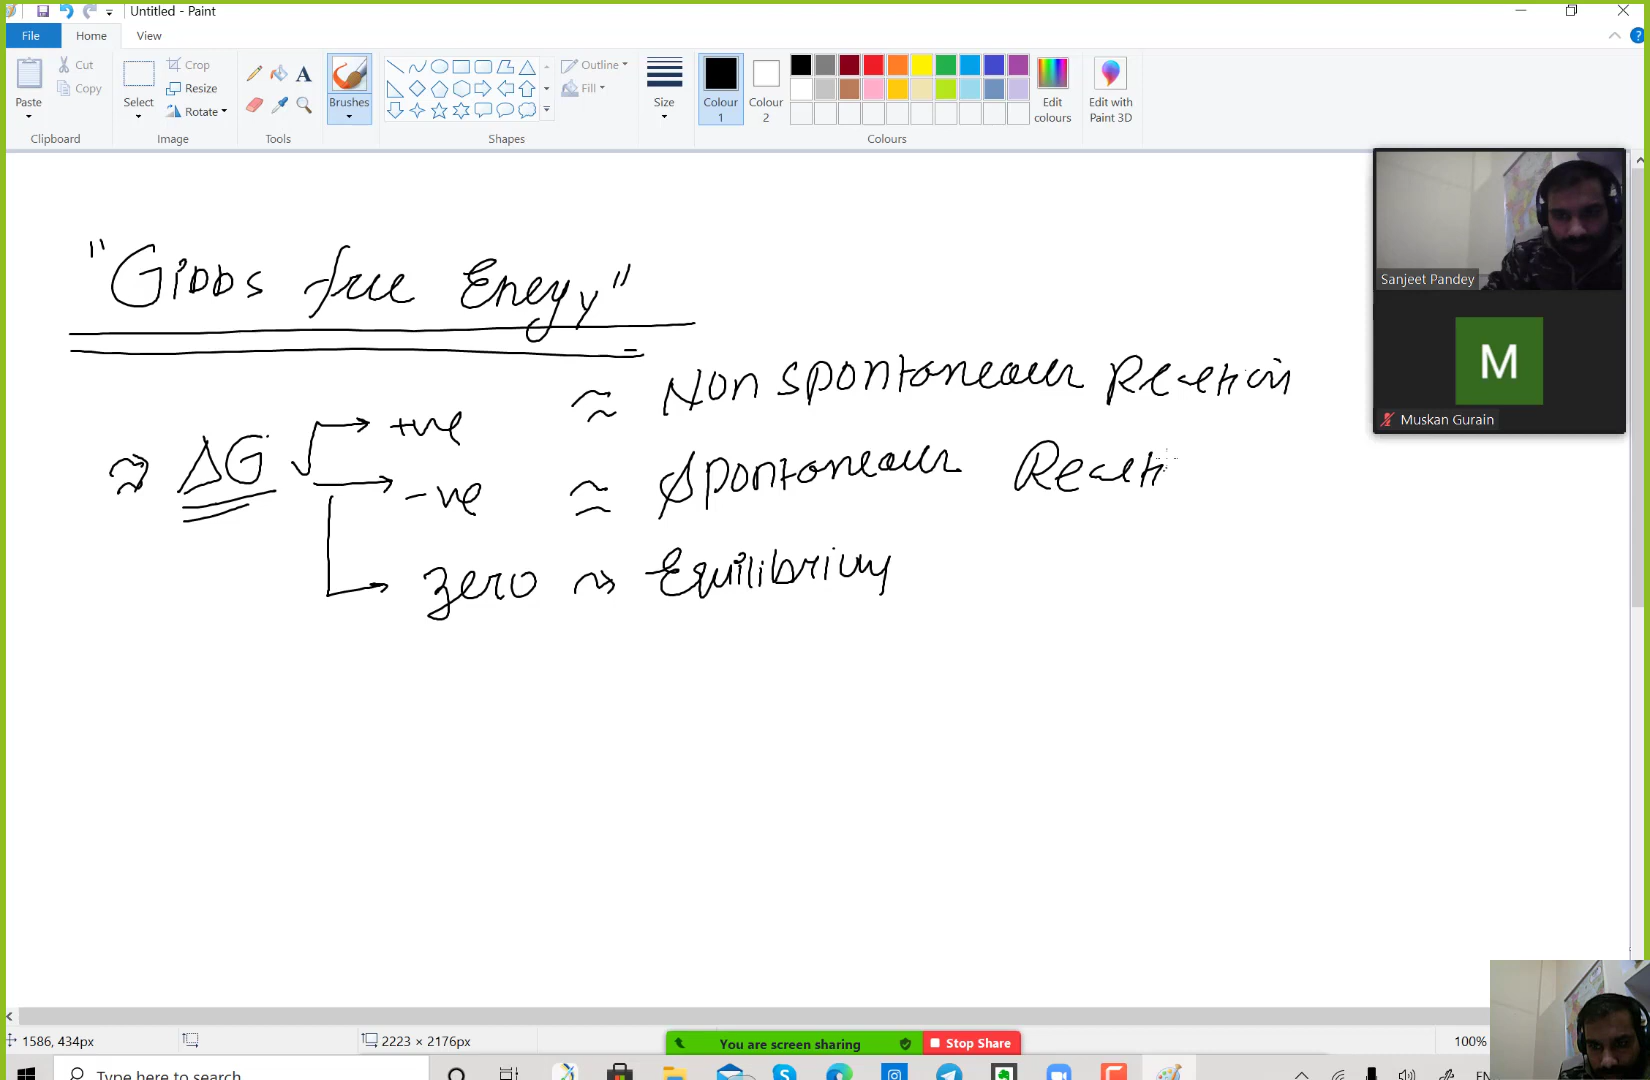 Untitled - Paint
File Home View
Paste Cut Copy Select Crop Resize Rotate A Brushes Outline Fill Size Colour 1 Colour 2 Edit colours Edit with Paint 3D ?
Clipboard Image Tools Shapes Colours
"Gibbs free Enegy"
ΔG +ve ≈ Non Spontaneous Reaction
-ve ≈ Spontaneous Reacti
zero Equilibrium
Sanjeet Pandey
M
Muskan Gurain
1586, 434px 2223 × 2176px 100%
You are screen sharing Stop Share
Type here to search